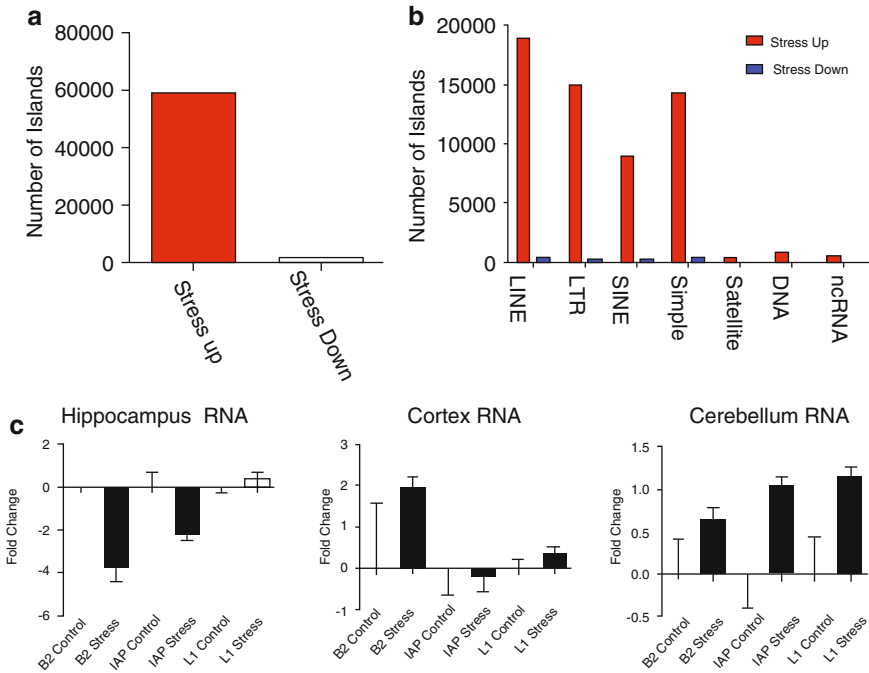 a
80000
60000
40000
20000
0
Number of Islands
Stress up
Stress Down
b
20000
15000
10000
5000
0
Number of Islands
Stress Up
Stress Down
LINE
LTR
SINE
Simple
Satellite
DNA
ncRNA
c
Hippocampus RNA
2
0
-2
-4
-6
Fold Change
B2 Control
B2 Stress
IAP Control
IAP Stress
L1 Control
L1 Stress
Cortex RNA
3
2
1
0
-1
Fold Change
B2 Control
B2 Stress
IAP Control
IAP Stress
L1 Control
L1 Stress
Cerebellum RNA
1.5
1.0
0.5
0.0
-0.5
Fold Change
B2 Control
B2 Stress
IAP Control
IAP Stress
L1 Control
L1 Stress